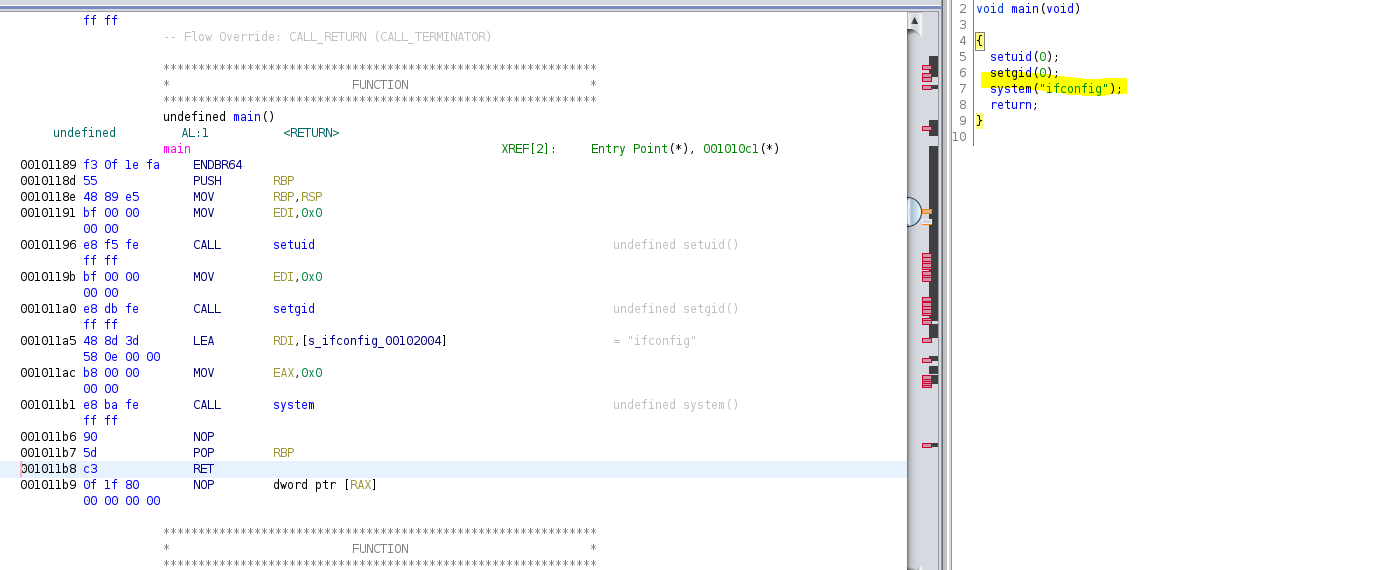 ff ff
-- Flow Override: CALL_RETURN (CALL_TERMINATOR)
**************************************************************
* FUNCTION *
**************************************************************
undefined main()
undefined AL:1 <RETURN>
main XREF[2]: Entry Point(*), 001010c1(*)
00101189 f3 0f 1e fa ENDBR64
0010118d 55 PUSH RBP
0010118e 48 89 e5 MOV RBP,RSP
00101191 bf 00 00 MOV EDI,0x0
00 00
00101196 e8 f5 fe CALL setuid undefined setuid()
ff ff
0010119b bf 00 00 MOV EDI,0x0
00 00
001011a0 e8 db fe CALL setgid undefined setgid()
ff ff
001011a5 48 8d 3d LEA RDI,[s_ifconfig_00102004] = "ifconfig"
58 0e 00 00
001011ac b8 00 00 MOV EAX,0x0
00 00
001011b1 e8 ba fe CALL system undefined system()
ff ff
001011b6 90 NOP
001011b7 5d POP RBP
001011b8 c3 RET
001011b9 0f 1f 80 NOP dword ptr [RAX]
00 00 00 00
**************************************************************
* FUNCTION *
**************************************************************
2 void main(void)
3
4 {
5 setuid(0);
6 setgid(0);
7 system("ifconfig");
8 return;
9 }
10